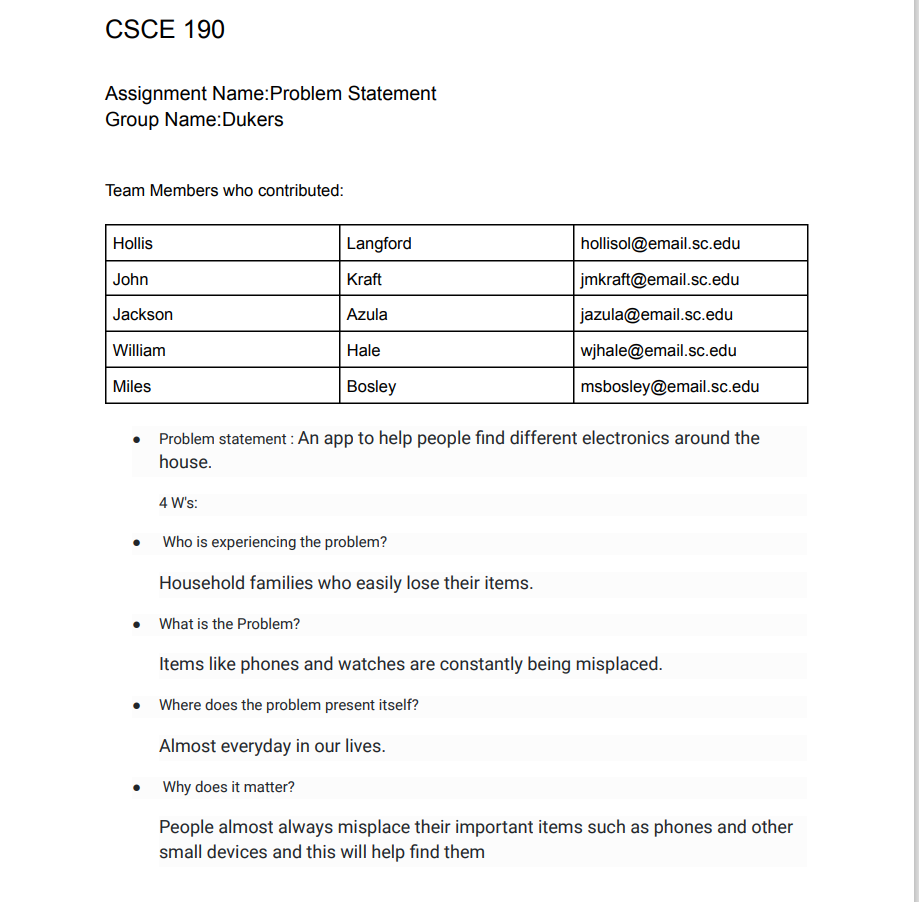 CSCE 190
Assignment Name:Problem Statement
Group Name:Dukers
Team Members who contributed:
Hollis Langford hollisol@email.sc.edu
John Kraft jmkraft@email.sc.edu
Jackson Azula jazula@email.sc.edu
William Hale wjhale@email.sc.edu
Miles Bosley msbosley@email.sc.edu
● Problem statement : An app to help people find different electronics around the
house.
4 W's:
● Who is experiencing the problem?
Household families who easily lose their items.
● What is the Problem?
Items like phones and watches are constantly being misplaced.
● Where does the problem present itself?
Almost everyday in our lives.
● Why does it matter?
People almost always misplace their important items such as phones and other
small devices and this will help find them